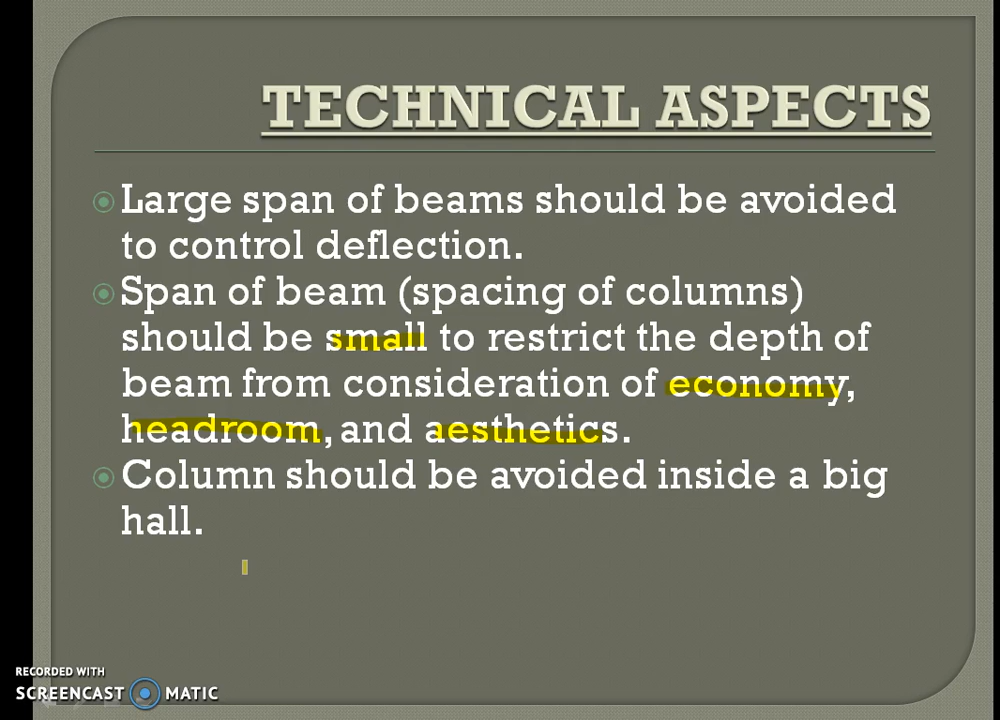 TECHNICAL ASPECTS
Large span of beams should be avoided
to control deflection.
Span of beam (spacing of columns)
should be small to restrict the depth of
beam from consideration of economy,
headroom, and aesthetics.
Column should be avoided inside a big
hall.
RECORDED WITH
SCREENCAST MATIC